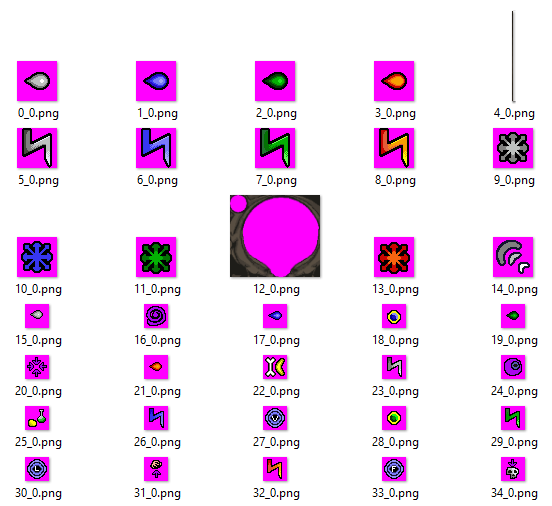 0_0.png 1_0.png 2_0.png 3_0.png 4_0.png
5_0.png 6_0.png 7_0.png 8_0.png 9_0.png
10_0.png 11_0.png 12_0.png 13_0.png 14_0.png
15_0.png 16_0.png 17_0.png 18_0.png 19_0.png
20_0.png 21_0.png 22_0.png 23_0.png 24_0.png
V
25_0.png 26_0.png 27_0.png 28_0.png 29_0.png
L F
30_0.png 31_0.png 32_0.png 33_0.png 34_0.png